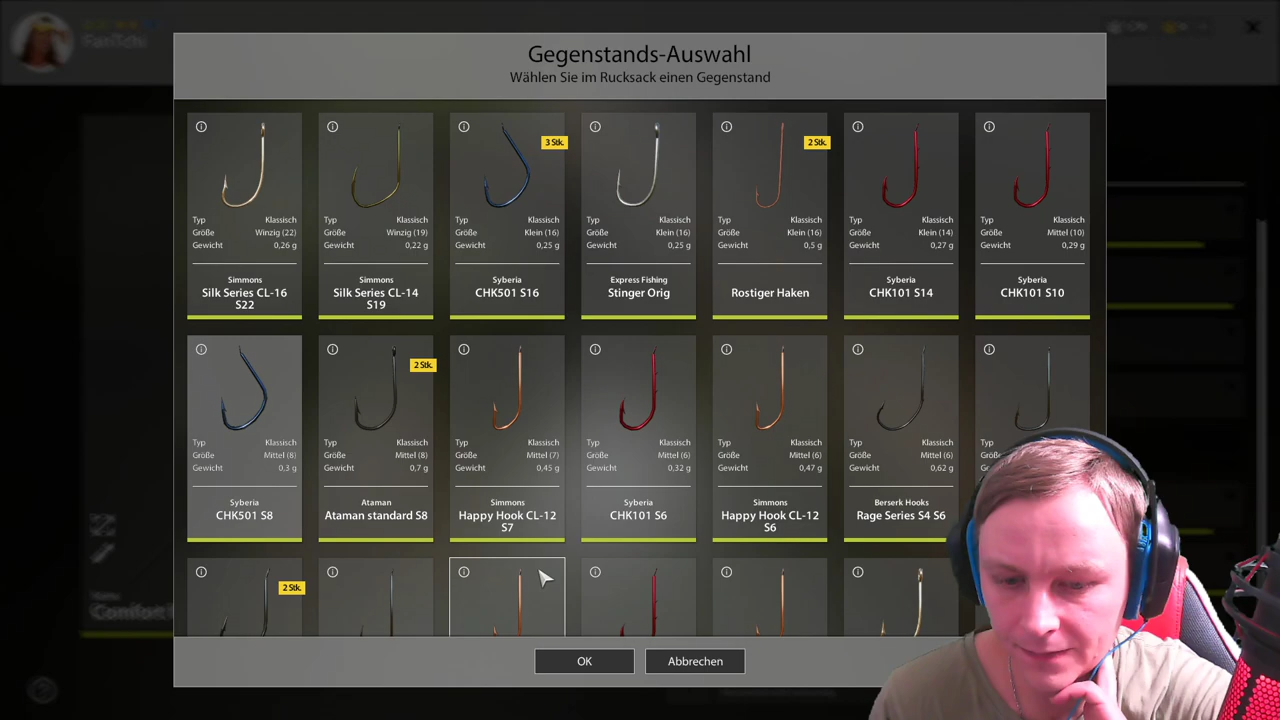 FanTchi
Gegenstands-Auswahl
Wählen Sie im Rucksack einen Gegenstand
Typ Klassisch
Größe Winzig (22)
Gewicht 0,26 g
Simmons
Silk Series CL-16
S22
Typ Klassisch
Größe Winzig (19)
Gewicht 0,22 g
Simmons
Silk Series CL-14
S19
3 Stk.
Typ Klassisch
Größe Klein (16)
Gewicht 0,25 g
Syberia
CHK501 S16
Typ Klassisch
Größe Klein (16)
Gewicht 0,25 g
Express Fishing
Stinger Orig
2 Stk.
Typ Klassisch
Größe Klein (16)
Gewicht 0,5 g
Rostiger Haken
Typ Klassisch
Größe Klein (14)
Gewicht 0,27 g
Syberia
CHK101 S14
Typ Klassisch
Größe Mittel (10)
Gewicht 0,29 g
Syberia
CHK101 S10
Typ Klassisch
Größe Mittel (8)
Gewicht 0,3 g
Syberia
CHK501 S8
2 Stk.
Typ Klassisch
Größe Mittel (8)
Gewicht 0,7 g
Ataman
Ataman standard S8
Typ Klassisch
Größe Mittel (7)
Gewicht 0,45 g
Simmons
Happy Hook CL-12
S7
Typ Klassisch
Größe Mittel (6)
Gewicht 0,32 g
Syberia
CHK101 S6
Typ Klassisch
Größe Mittel (6)
Gewicht 0,47 g
Simmons
Happy Hook CL-12
S6
Typ Klassisch
Größe Mittel (6)
Gewicht 0,62 g
Berserk Hooks
Rage Series S4 S6
2 Stk.
Comfort
OK
Abbrechen